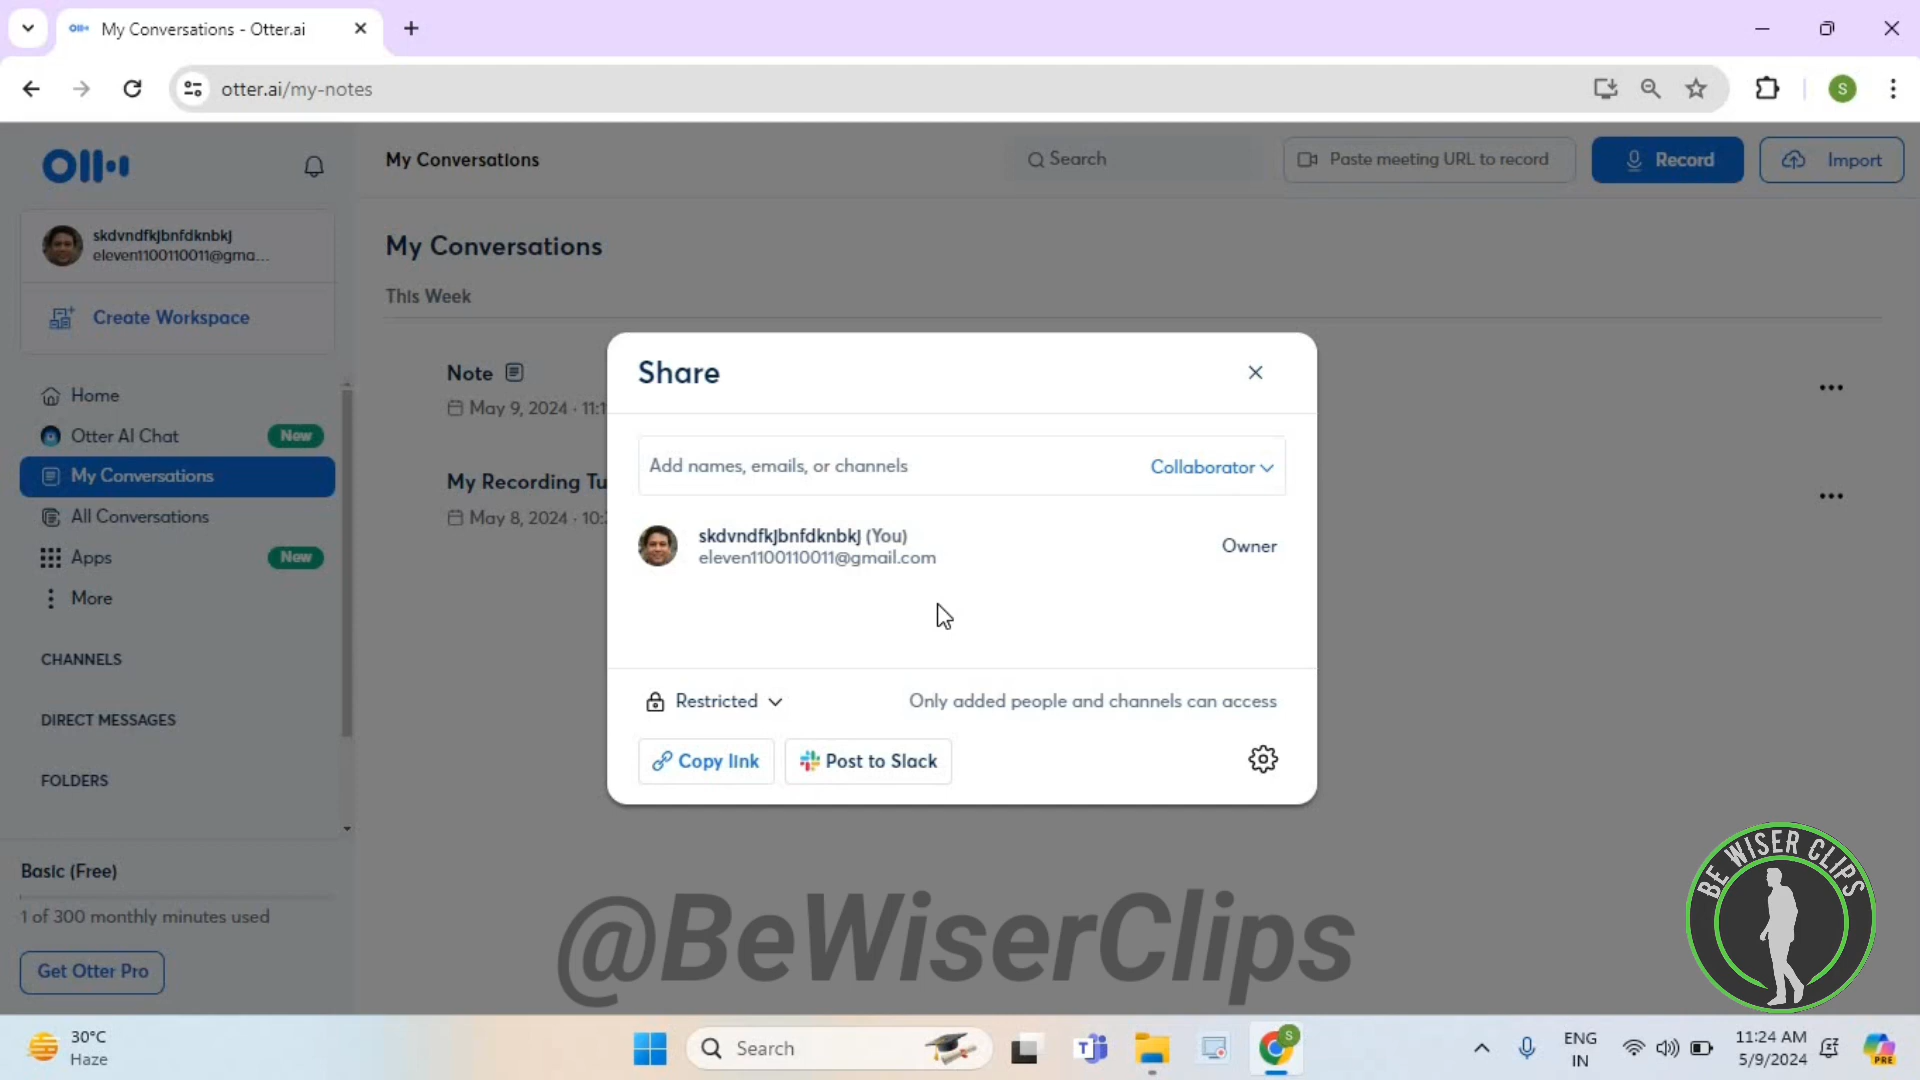 My Conversations - Otter.ai
otter.ai/my-notes
S
My Conversations
Search
Paste meeting URL to record
Record
Import
skdvndfkjbnfdknbkj
eleven1100110011@gma...
Create Workspace
My Conversations
This Week
Home
Otter AI Chat
New
My Conversations
All Conversations
Apps
New
More
CHANNELS
DIRECT MESSAGES
FOLDERS
Basic (Free)
1 of 300 monthly minutes used
Get Otter Pro
Note
May 9, 2024 · 11:1
My Recording Tu
May 8, 2024 · 10:
Share
Add names, emails, or channels
Collaborator
skdvndfkjbnfdknbkj (You)
eleven1100110011@gmail.com
Owner
Restricted
Only added people and channels can access
Copy link
Post to Slack
@BeWiserClips
BE WISER CLIPS
30°C
Haze
Search
S
ENG
IN
11:24 AM
5/9/2024
PRE